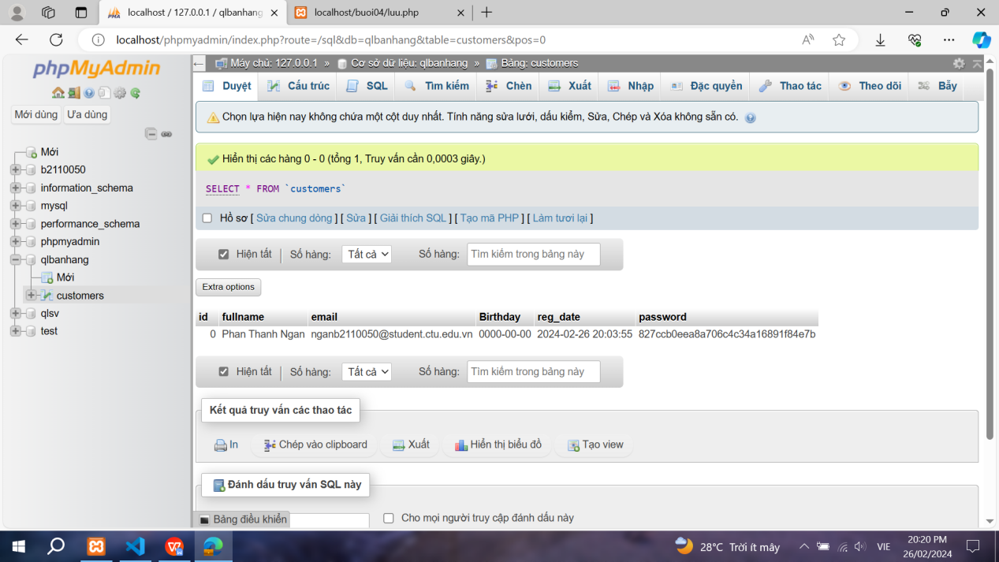 localhost / 127.0.0.1 / qlbanhang
localhost/buoi04/luu.php
localhost/phpmyadmin/index.php?route=/sql&db=qlbanhang&table=customers&pos=0
phpMyAdmin
Mới dùng Ưa dùng
Mới
b2110050
information_schema
mysql
performance_schema
phpmyadmin
qlbanhang
Mới
customers
qlsv
test
Máy chủ: 127.0.0.1 » Cơ sở dữ liệu: qlbanhang » Bảng: customers
Duyệt Cấu trúc SQL Tìm kiếm Chèn Xuất Nhập Đặc quyền Thao tác Theo dõi Bẫy
Chọn lựa hiện nay không chứa một cột duy nhất. Tính năng sửa lưới, dấu kiểm, Sửa, Chép và Xóa không sẵn có.
Hiển thị các hàng 0 - 0 (tổng 1, Truy vấn cần 0,0003 giây.)
SELECT * FROM `customers`
Hồ sơ [ Sửa chung dòng ] [ Sửa ] [ Giải thích SQL ] [ Tạo mã PHP ] [ Làm tươi lại ]
Hiện tất | Số hàng: Tất cả Số hàng: Tìm kiếm trong bảng này
Extra options
id fullname email Birthday reg_date password
0 Phan Thanh Ngan nganb2110050@student.ctu.edu.vn 0000-00-00 2024-02-26 20:03:55 827ccb0eea8a706c4c34a16891f84e7b
Hiện tất | Số hàng: Tất cả Số hàng: Tìm kiếm trong bảng này
Kết quả truy vấn các thao tác
In Chép vào clipboard Xuất Hiển thị biểu đồ Tạo view
Đánh dấu truy vấn SQL này
Bảng điều khiển Cho mọi người truy cập đánh dấu này
28°C Trời ít mây VIE
20:20 PM
26/02/2024